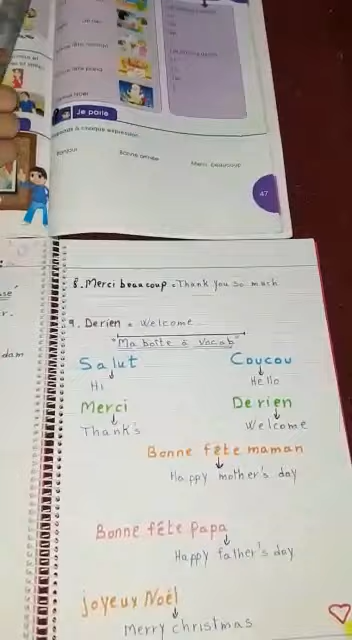 Je parle
à chaque expression
Bonjour
Bonne année
Merci beaucoup
47
8. Merci beaucoup = Thank you so much
9. De rien = Welcome
"Ma boîte à vocab"
Salut Coucou
Hi Hello
Merci De rien
Thank's Welcome
Bonne fête maman
Happy mother's day
Bonne fête Papa
Happy father's day
joyeux Noël
Merry christmas